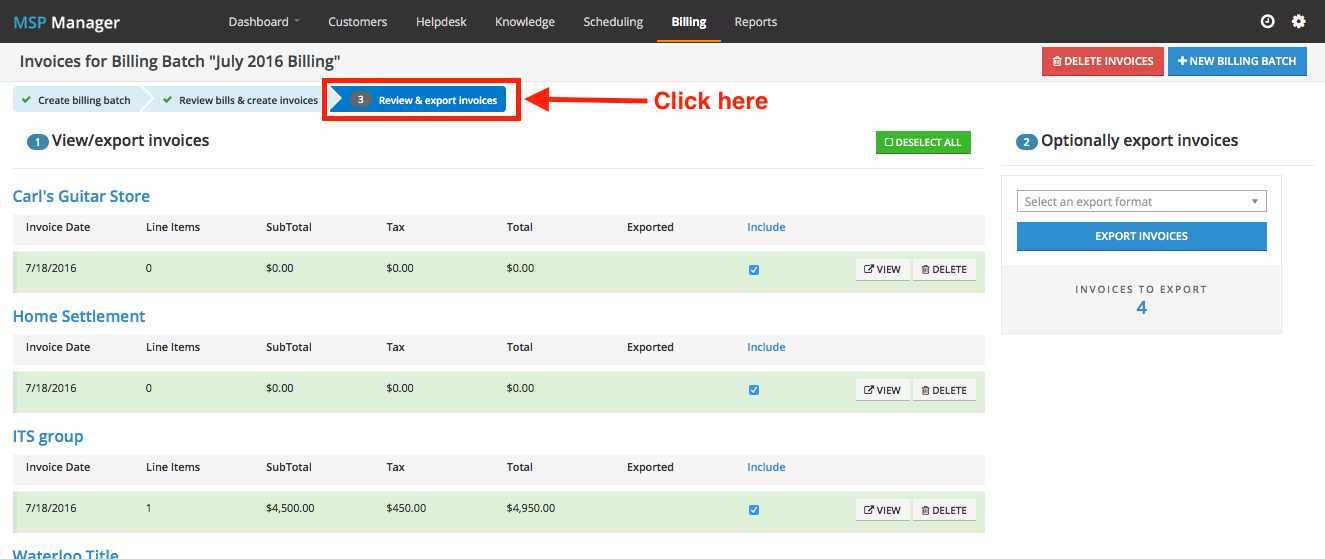 MSP Manager Dashboard Customers Helpdesk Knowledge Scheduling Billing Reports
Invoices for Billing Batch "July 2016 Billing" DELETE INVOICES + NEW BILLING BATCH
Create billing batch Review bills & create invoices 3 Review & export invoices Click here
1 View/export invoices DESELECT ALL 2 Optionally export invoices
Carl's Guitar Store Select an export format
Invoice Date Line Items SubTotal Tax Total Exported Include EXPORT INVOICES
7/18/2016 0 $0.00 $0.00 $0.00 VIEW DELETE
INVOICES TO EXPORT
4
Home Settlement
Invoice Date Line Items SubTotal Tax Total Exported Include
7/18/2016 0 $0.00 $0.00 $0.00 VIEW DELETE
ITS group
Invoice Date Line Items SubTotal Tax Total Exported Include
7/18/2016 1 $4,500.00 $450.00 $4,950.00 VIEW DELETE
Waterloo Title